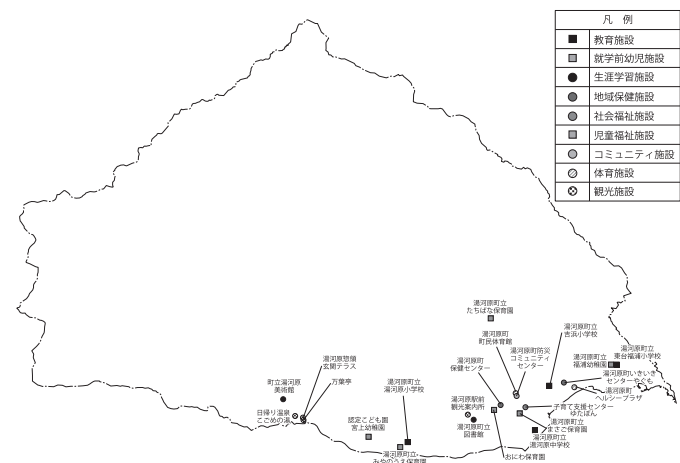 凡　例
教育施設
就学前幼児施設
生涯学習施設
地域保健施設
社会福祉施設
児童福祉施設
コミュニティ施設
体育施設
観光施設
湯河原町立
たちばな保育園
湯河原町
町民体育館
湯河原町防災
コミュニティ
センター
湯河原町立
吉浜小学校
湯河原町立
福浦幼稚園
湯河原町立
東台福浦小学校
湯河原町いきいき
センターやぐも
湯河原町
ヘルシープラザ
湯河原町
保健センター
湯河原惣領
玄関テラス
万葉亭
町立湯河原
美術館
日帰り温泉
こごめの湯
湯河原町立
湯河原小学校
認定こども園
宮上幼稚園
湯河原町立
みやのうえ保育園
湯河原駅前
観光案内所
湯河原町立
図書館
子育て支援センター
ゆたぽん
湯河原町立
まさご保育園
湯河原町立
湯河原中学校
おにわ保育園